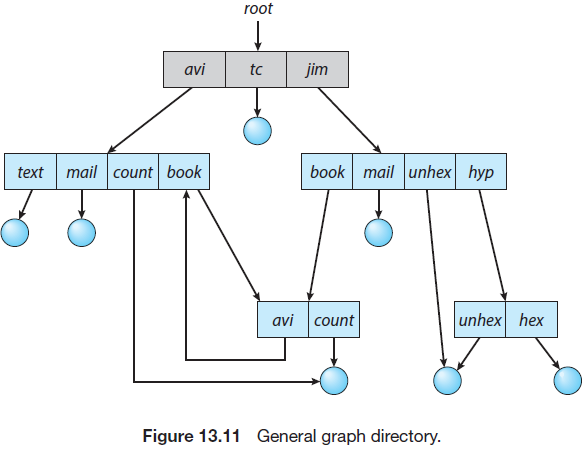 root
avi tc jim
text mail count book book mail unhex hyp
avi count unhex hex
Figure 13.11 General graph directory.